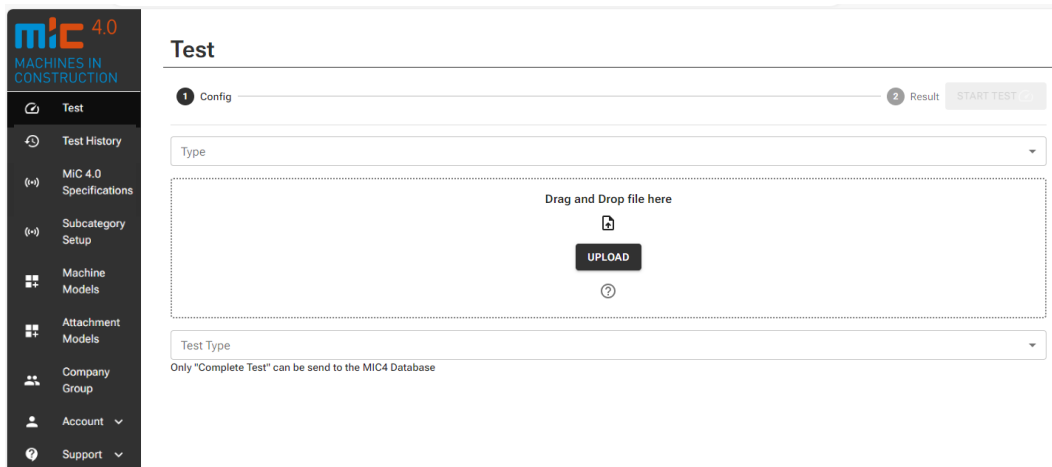 mic 4.0
MACHINES IN
CONSTRUCTION
Test
Test History
MiC 4.0
Specifications
Subcategory
Setup
Machine
Models
Attachment
Models
Company
Group
Account
Support
Test
1 Config
2 Result
START TEST
Type
Drag and Drop file here
UPLOAD
Test Type
Only "Complete Test" can be send to the MIC4 Database